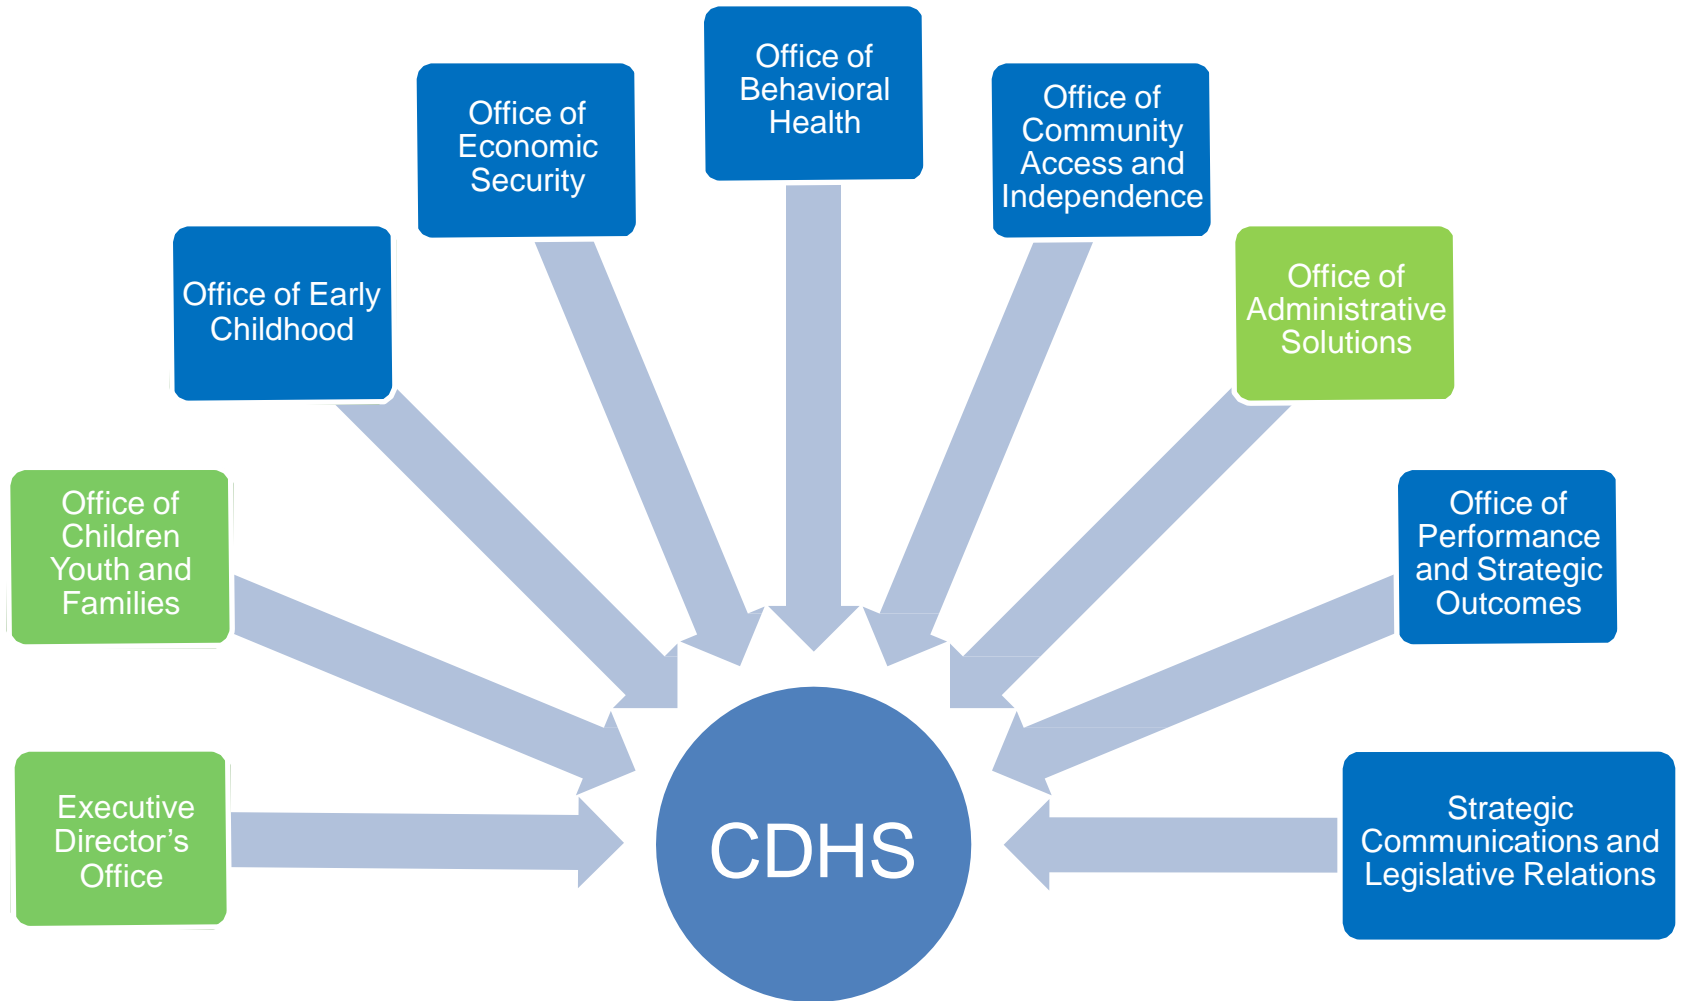 Office of
Behavioral
Health
Office of
Economic
Security
Office of
Community
Access and
Independence
Office of Early
Childhood
Office of
Administrative
Solutions
Office of
Children
Youth and
Families
Office of
Performance
and Strategic
Outcomes
Executive
Director’s
Office
CDHS
Strategic
Communications and
Legislative Relations